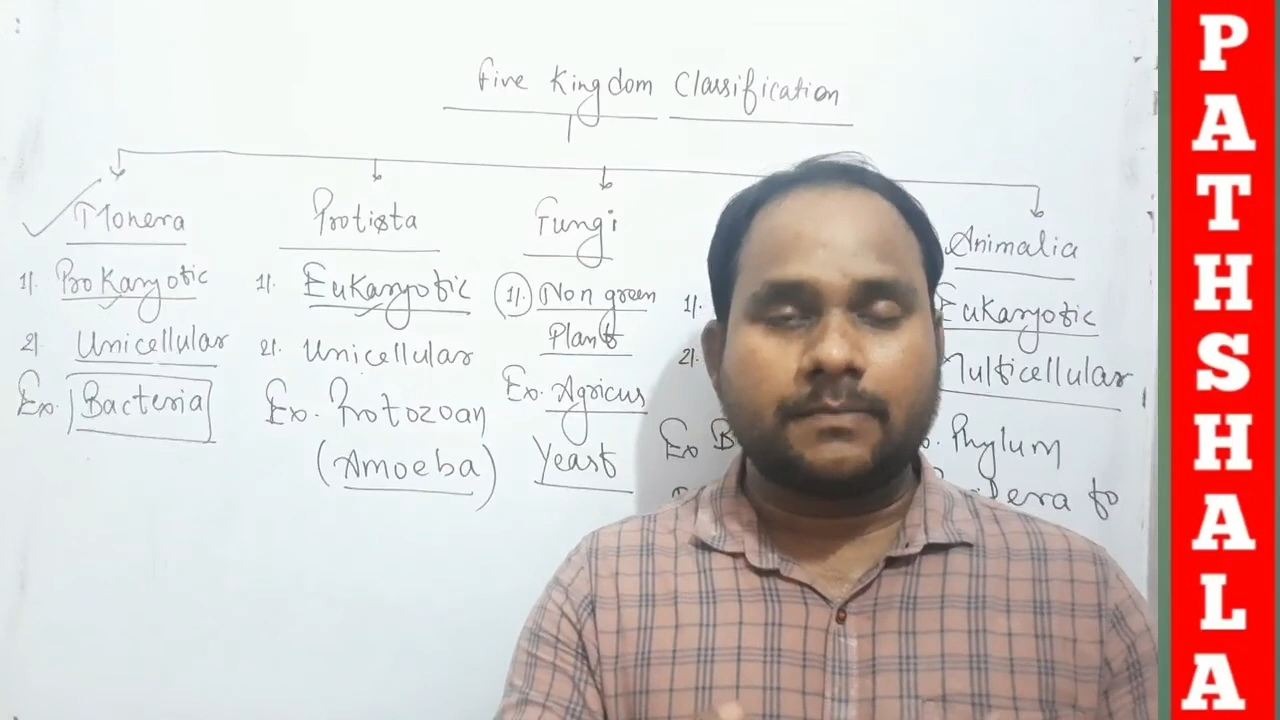 Five Kingdom Classification
Monera
1). Prokaryotic
2). Unicellular
Ex. Bacteria
Protista
1). Eukaryotic
2). Unicellular
Ex. Protozoan
(Amoeba)
Fungi
1). Non green
Plants
Ex. Agricus
Yeast
1).
2).
Ex B
Animalia
Eukaryotic
Multicellular
Phylum
to
PATHSHALA